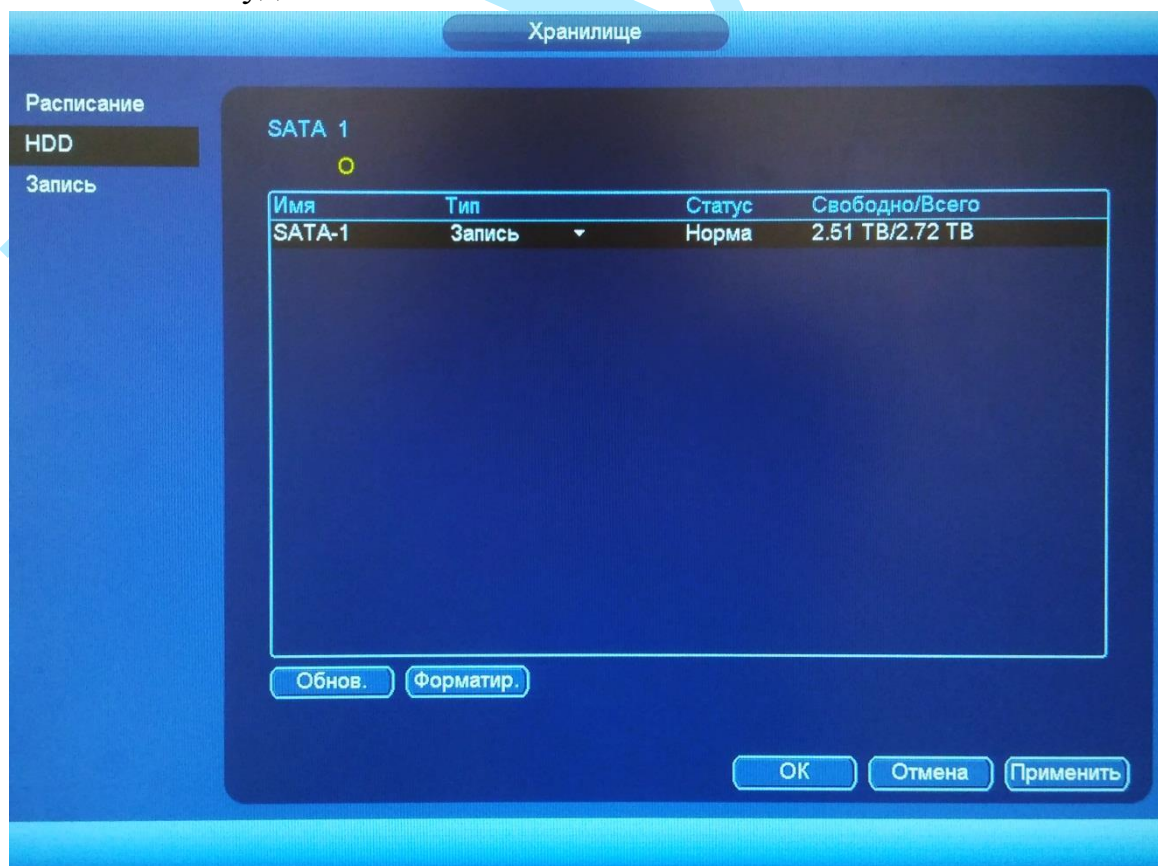 Хранилище
Расписание
HDD
Запись
SATA 1
Имя Тип Статус Свободно/Всего
SATA-1 Запись Норма 2.51 TB/2.72 TB
Обнов. Форматир.
OK Отмена Применить